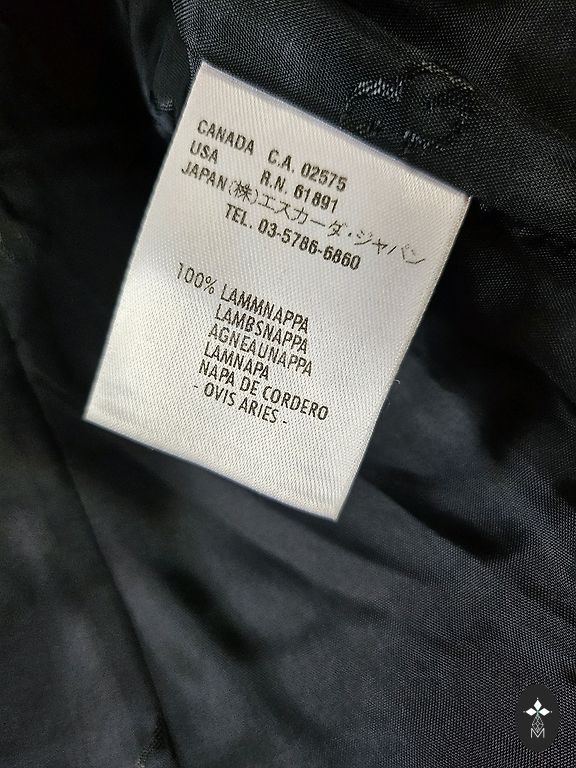 CANADA C.A. 02575
USA R.N. 61891
JAPAN (株)エスカーダ・ジャパン
TEL. 03-5786-6860
100% LAMMNAPPA
LAMBSNAPPA
AGNEAUNAPPA
LAMNAPA
NAPA DE CORDERO
- OVIS ARIES -
M